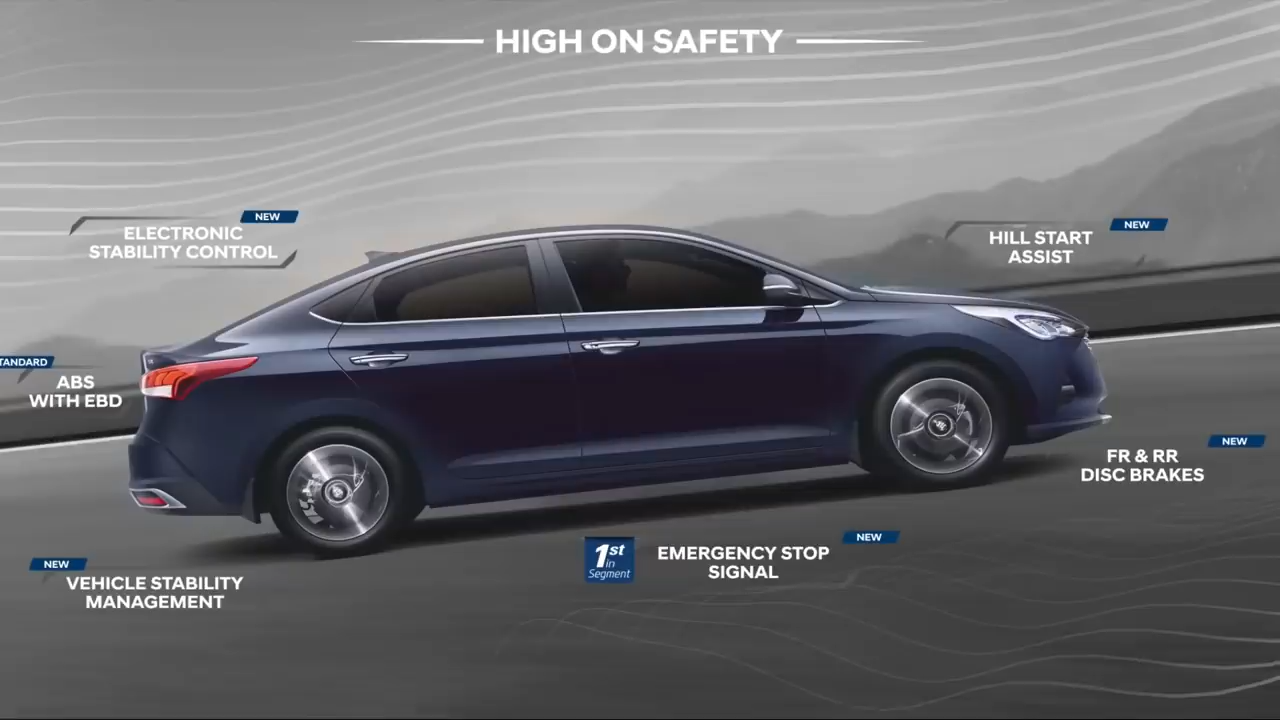 HIGH ON SAFETY
NEW
ELECTRONIC
STABILITY CONTROL
NEW
HILL START
ASSIST
TANDARD
ABS
WITH EBD
NEW
FR & RR
DISC BRAKES
NEW
VEHICLE STABILITY
MANAGEMENT
1st
in
Segment
NEW
EMERGENCY STOP
SIGNAL